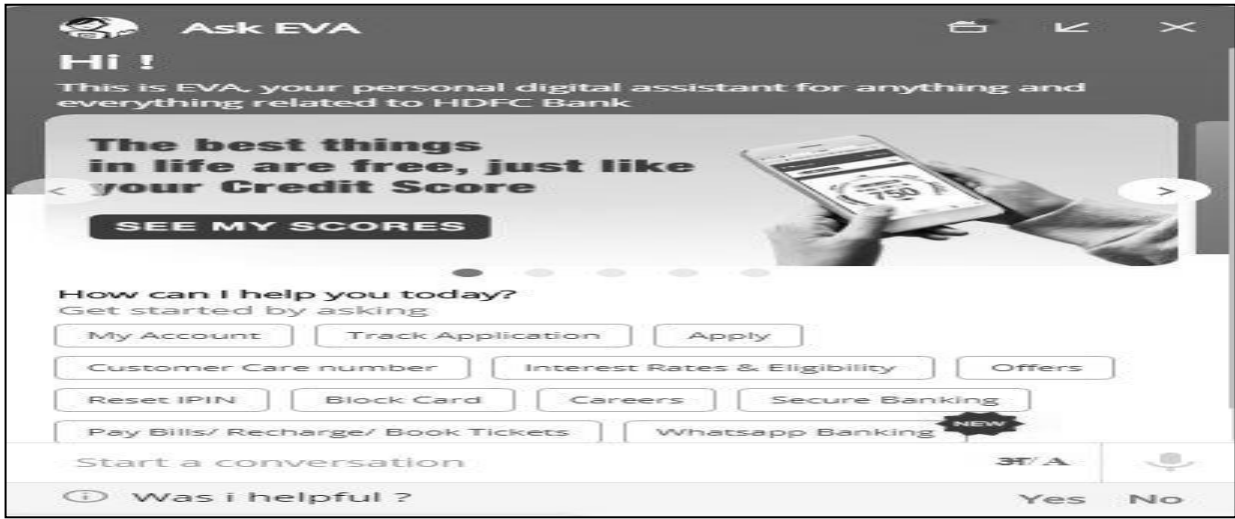 Ask EVA
Hi !
This is EVA, your personal digital assistant for anything and
everything related to HDFC Bank
The best things
in life are free, just like
your Credit Score
750
SEE MY SCORES
How can I help you today?
Get started by asking
My Account Track Application Apply
Customer Care number Interest Rates & Eligibility Offers
Reset IPIN Block Card Careers Secure Banking
Pay Bills/ Recharge/ Book Tickets Whatsapp Banking NEW
Start a conversation अ/A
Was i helpful ? Yes No